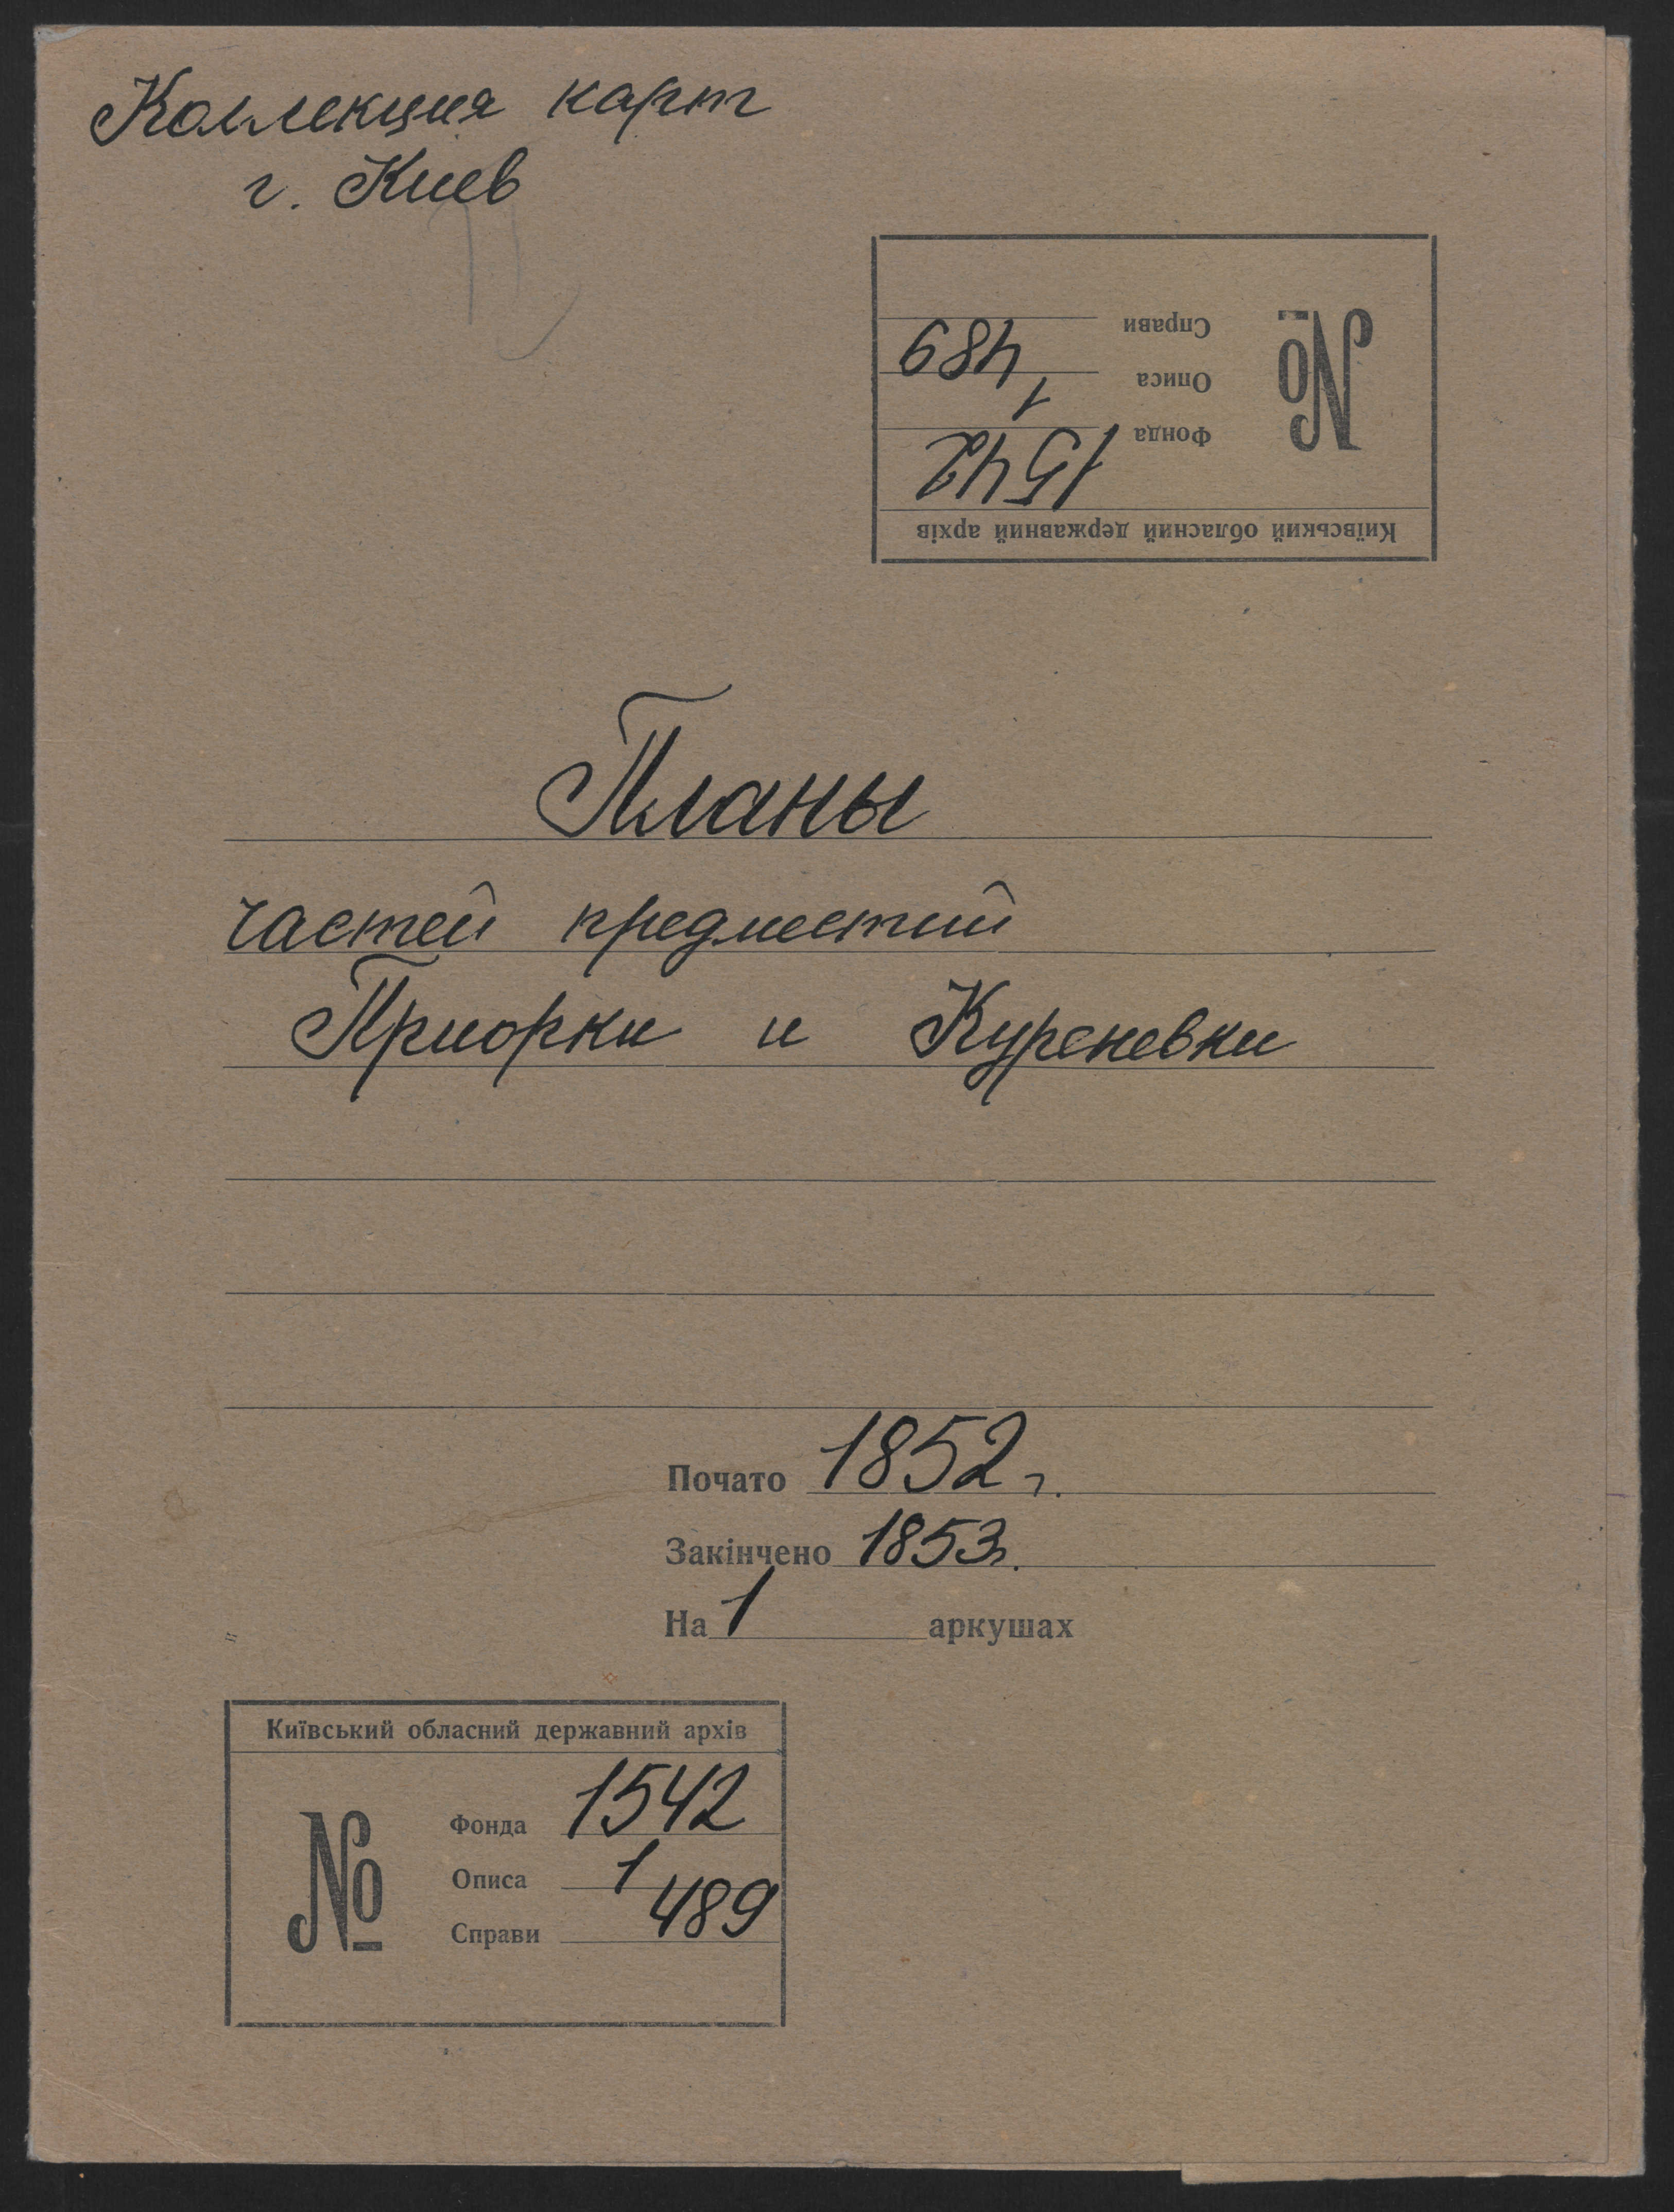 Коллекция карт
г. Киев
Київський обласний державний архів
№
Фонда 1542
Описа 1
Справи 489
Планы
частей предместий
Приорки и Куреневки
Почато 1852 г.
Закінчено 1853 г.
На 1 аркушах
Київський обласний державний архів
№
Фонда 1542
Описа 1
Справи 489